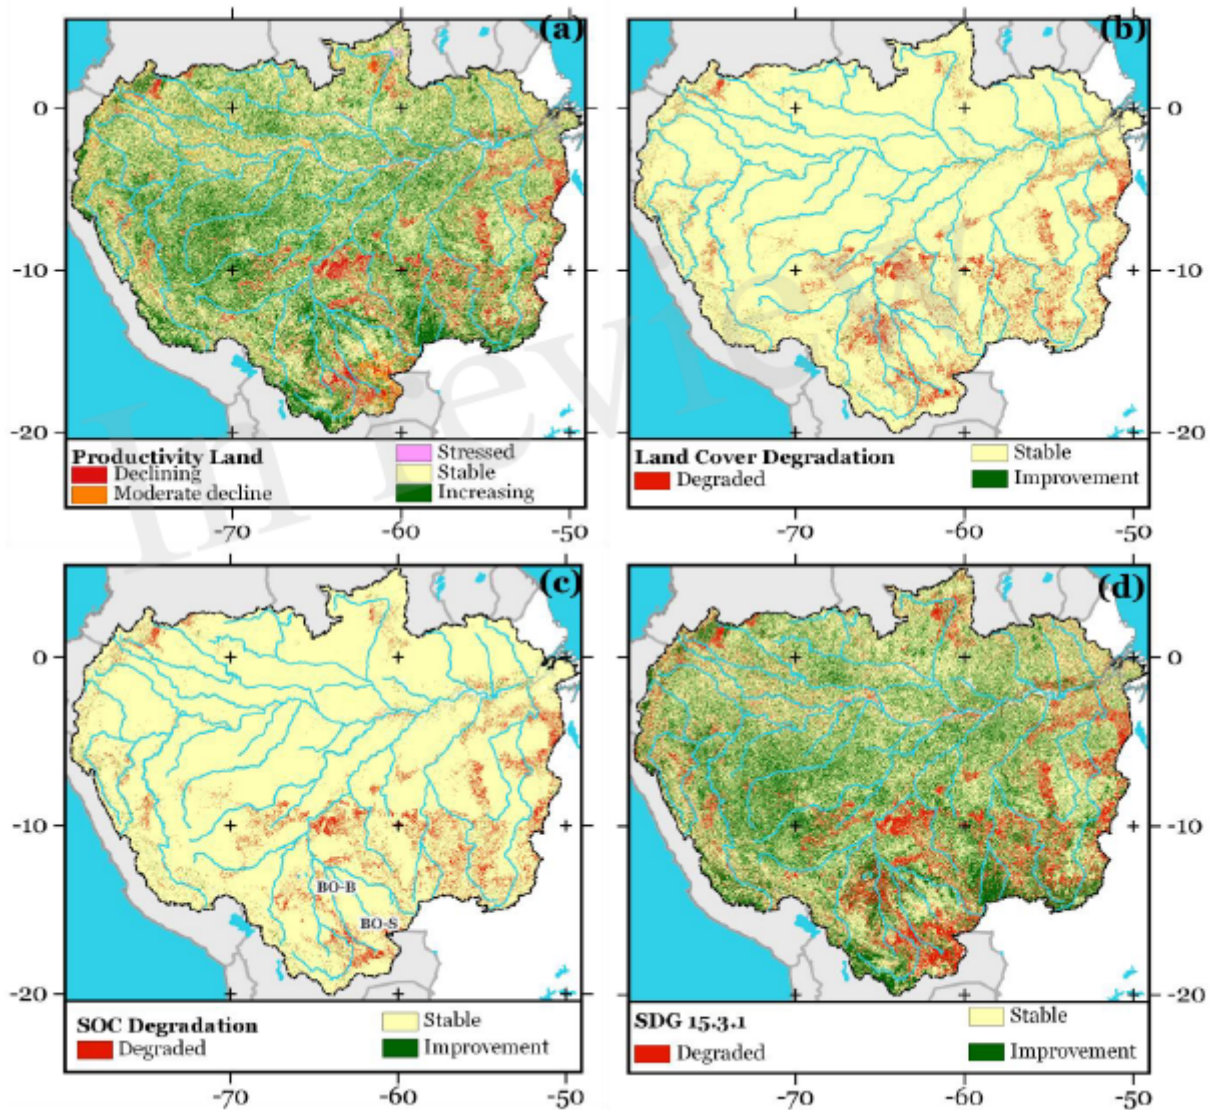 (a)
(b)
0
0
-10
-10
-20
-20
Productivity Land
Declining
Moderate decline
Stressed
Stable
Increasing
Land Cover Degradation
Degraded
Stable
Improvement
-70
-60
-50
-70
-60
-50
In review
(c)
(d)
0
0
-10
-10
BO-B
BO-S
-20
-20
SOC Degradation
Degraded
Stable
Improvement
SDG 15.3.1
Degraded
Stable
Improvement
-70
-60
-50
-70
-60
-50